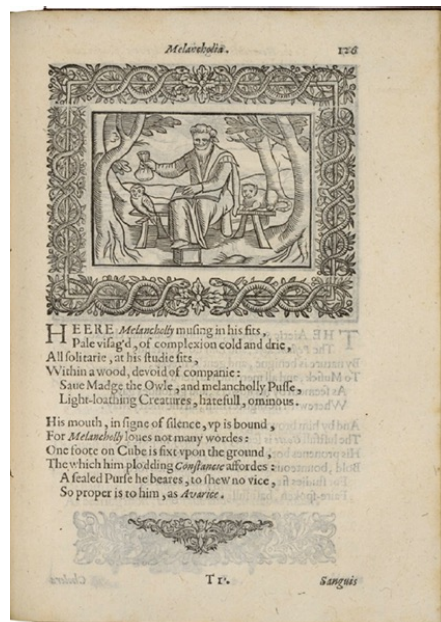 Melancholia. 126
HEERE Melancholly musing in his fits,
Pale visag'd, of complexion cold and drie,
All solitarie, at his studie sits,
Within a wood, devoid of companie:
Saue Madge the Owle, and melancholly Pusse,
Light-loathing Creatures, hatefull, ominous.
His mouth, in signe of silence, vp is bound,
For Melancholly loues not many wordes:
One foote on Cube is fixt vpon the ground,
The which him plodding Constancie affordes:
A sealed Purse he beares, to shew no vice,
So proper is to him, as Avarice.
Sanguis